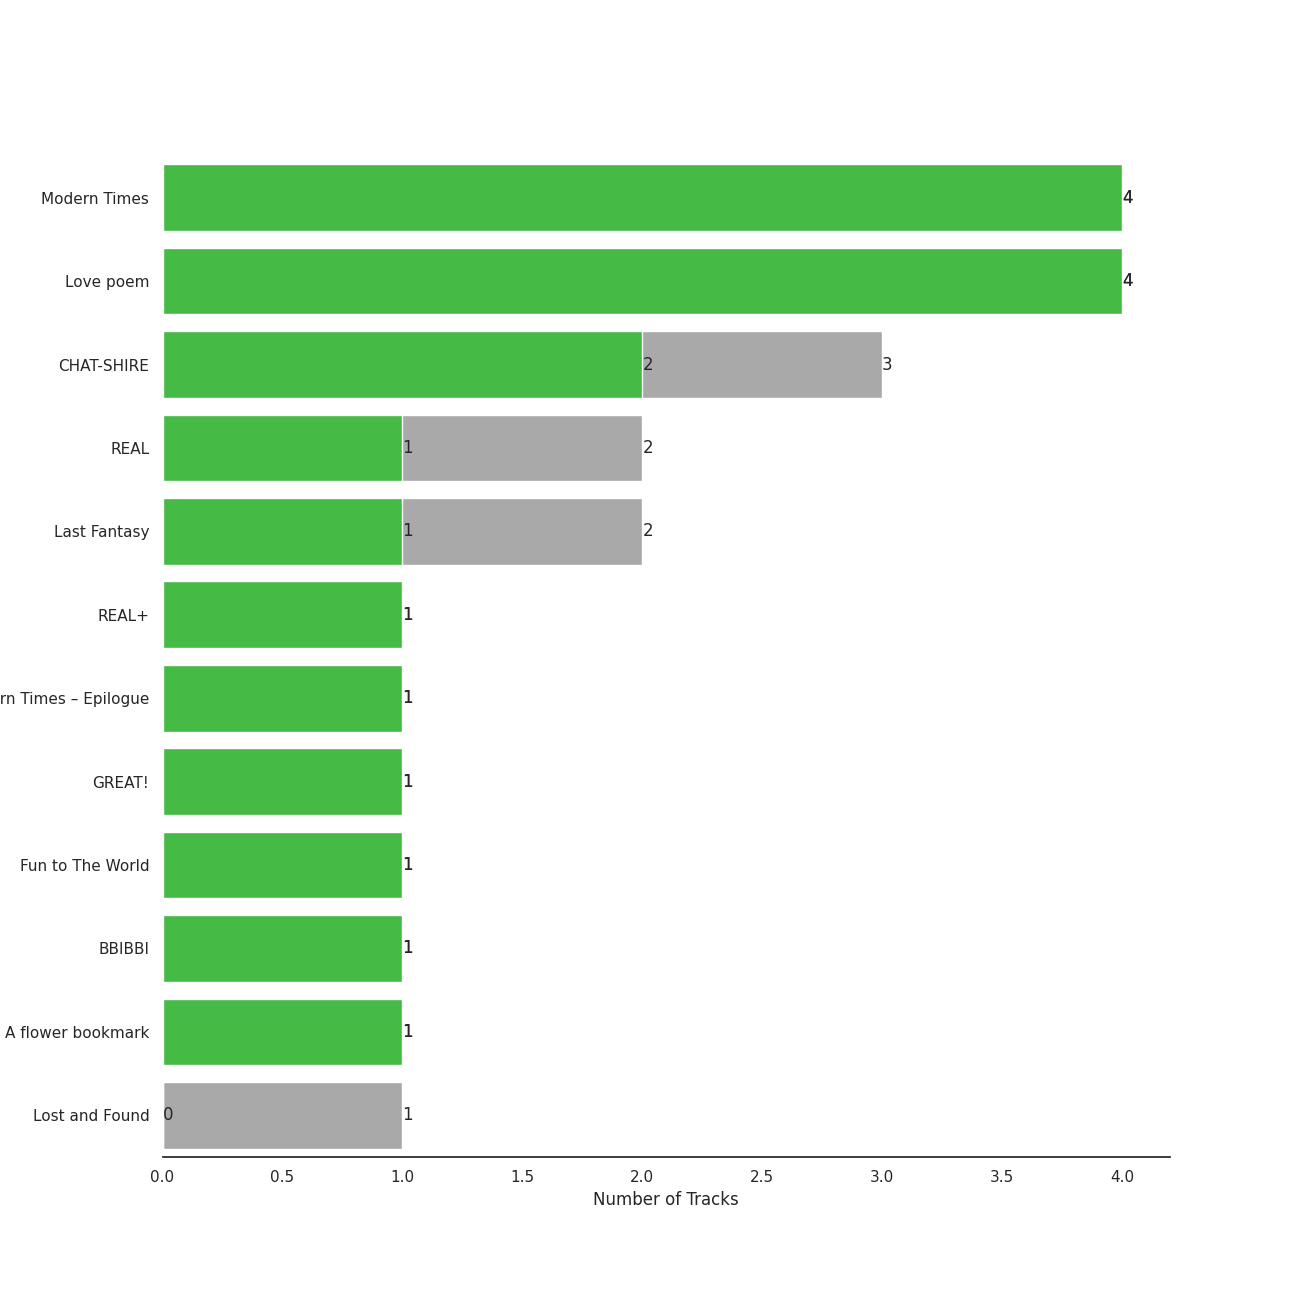 Modern Times 4
Love poem 4
CHAT-SHIRE 2 3
REAL 1 2
Last Fantasy 1 2
REAL+ 1
rn Times – Epilogue 1
GREAT! 1
Fun to The World 1
BBIBBI 1
A flower bookmark 1
Lost and Found 0 1
0.0 0.5 1.0 1.5 2.0 2.5 3.0 3.5 4.0
Number of Tracks